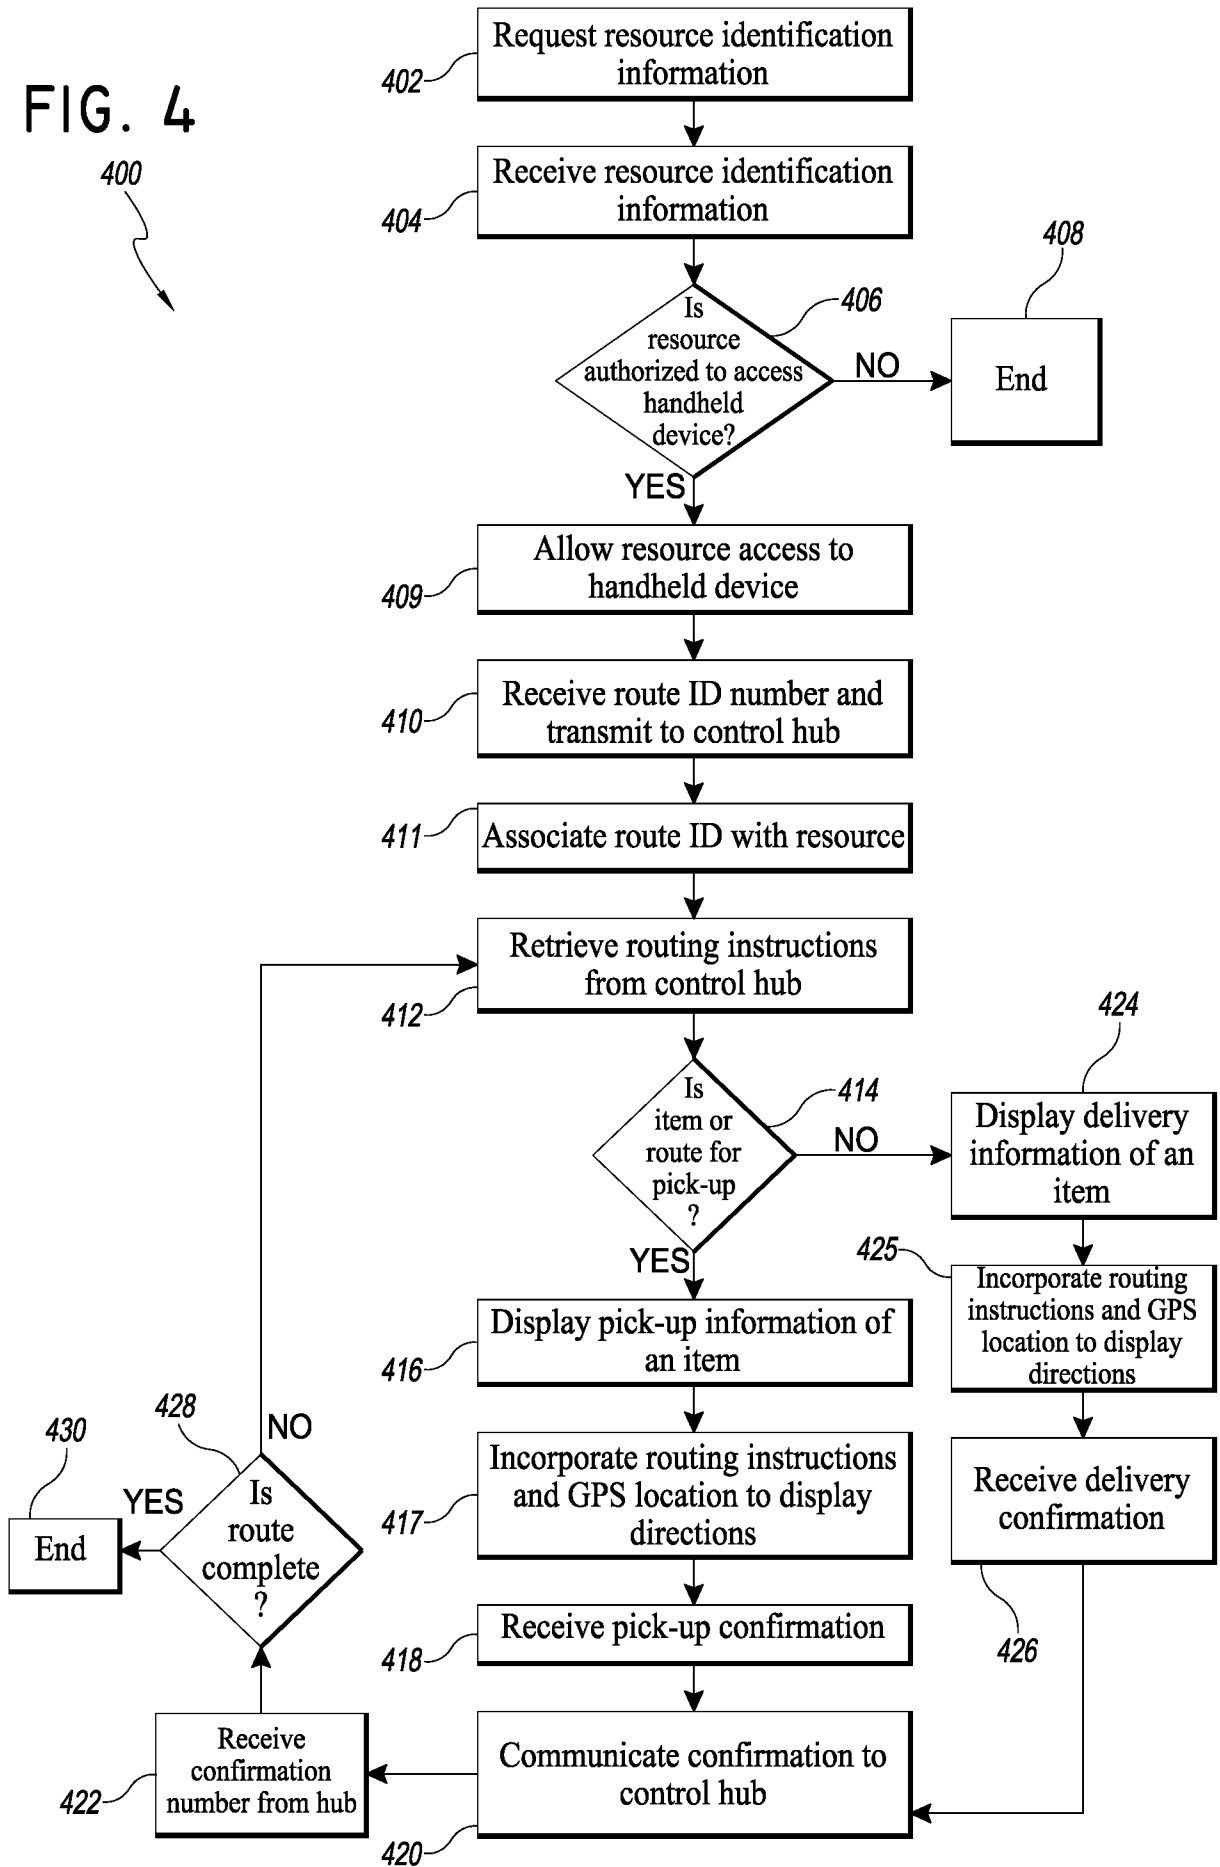 FIG. 4
400
Request resource identification
information
402
Receive resource identification
information
404
Is
resource
authorized to access
handheld
device?
406
NO
End
408
YES
Allow resource access to
handheld device
409
Receive route ID number and
transmit to control hub
410
Associate route ID with resource
411
Retrieve routing instructions
from control hub
412
Is
item or
route for
pick-up
?
414
NO
Display delivery
information of an
item
424
Incorporate routing
instructions and GPS
location to display
directions
425
Receive delivery
confirmation
426
YES
Display pick-up information of
an item
416
Incorporate routing instructions
and GPS location to display
directions
417
Receive pick-up confirmation
418
Communicate confirmation to
control hub
420
Receive
confirmation
number from hub
422
Is
route
complete
?
428
NO
YES
End
430